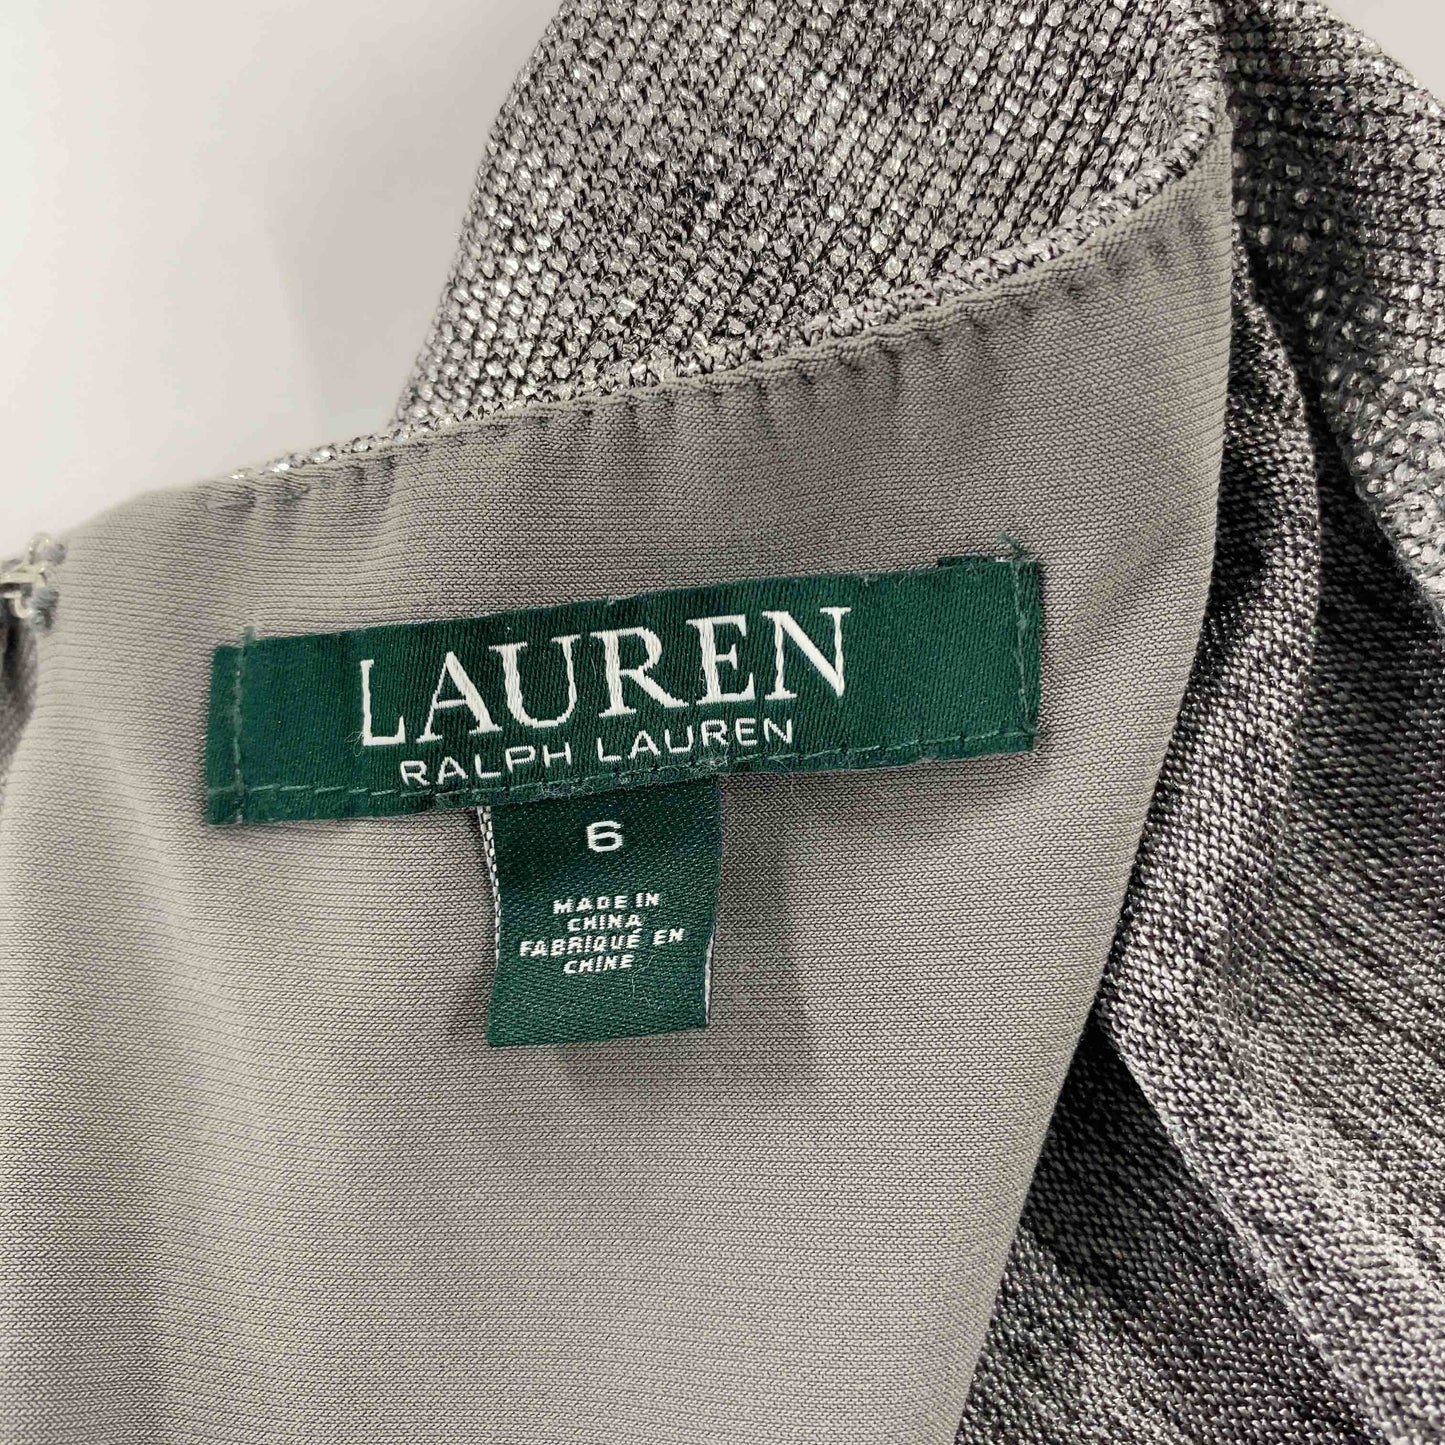 LAUREN
RALPH LAUREN
6
MADE IN
CHINA
FABRIQUÉ EN
CHINE